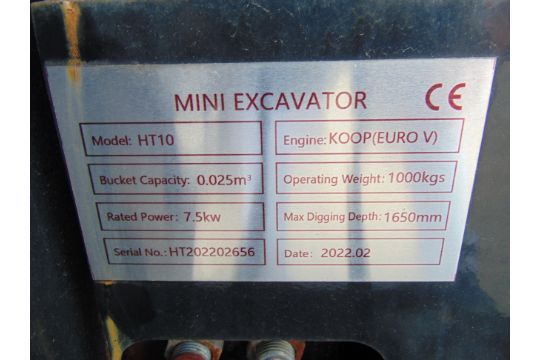 MINI EXCAVATOR CE
Model: HT10 Engine: KOOP(EURO V)
Bucket Capacity: 0.025m³ Operating Weight: 1000kgs
Rated Power: 7.5kw Max Digging Depth: 1650mm
Serial No.: HT202202656 Date: 2022.02